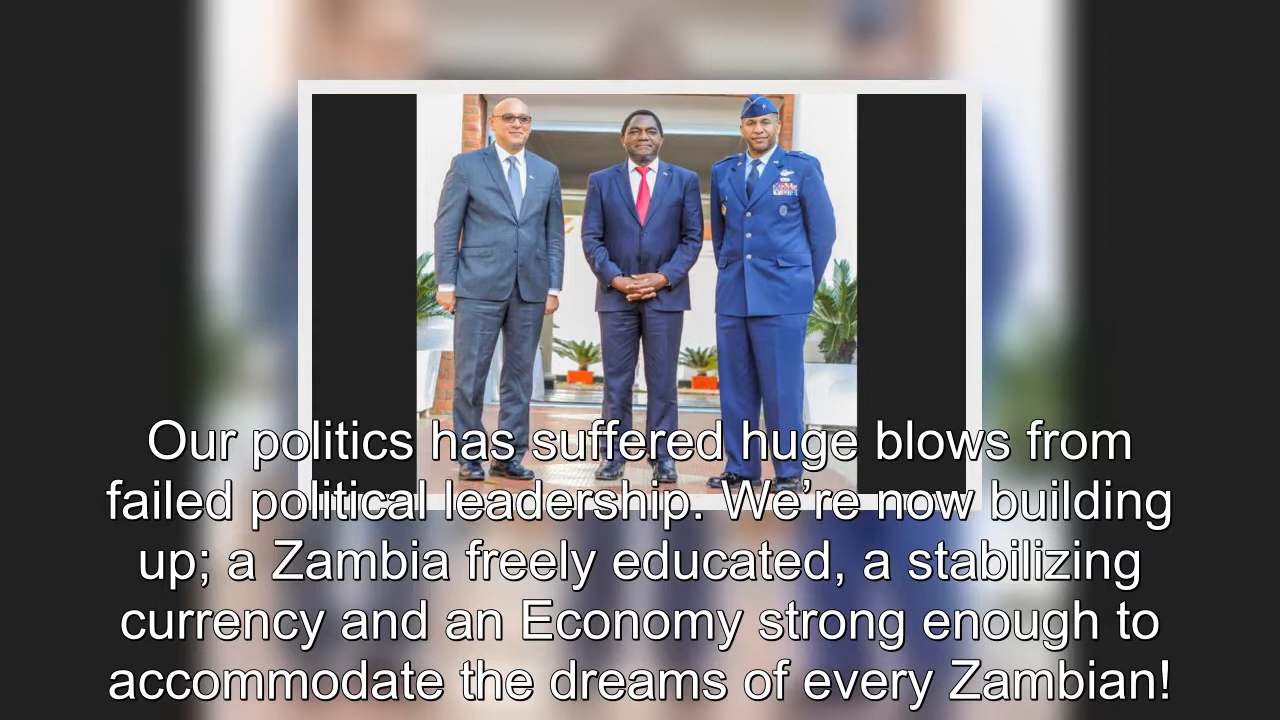 Our politics has suffered huge blows from
failed political leadership. We’re now building
up; a Zambia freely educated, a stabilizing
currency and an Economy strong enough to
accommodate the dreams of every Zambian!